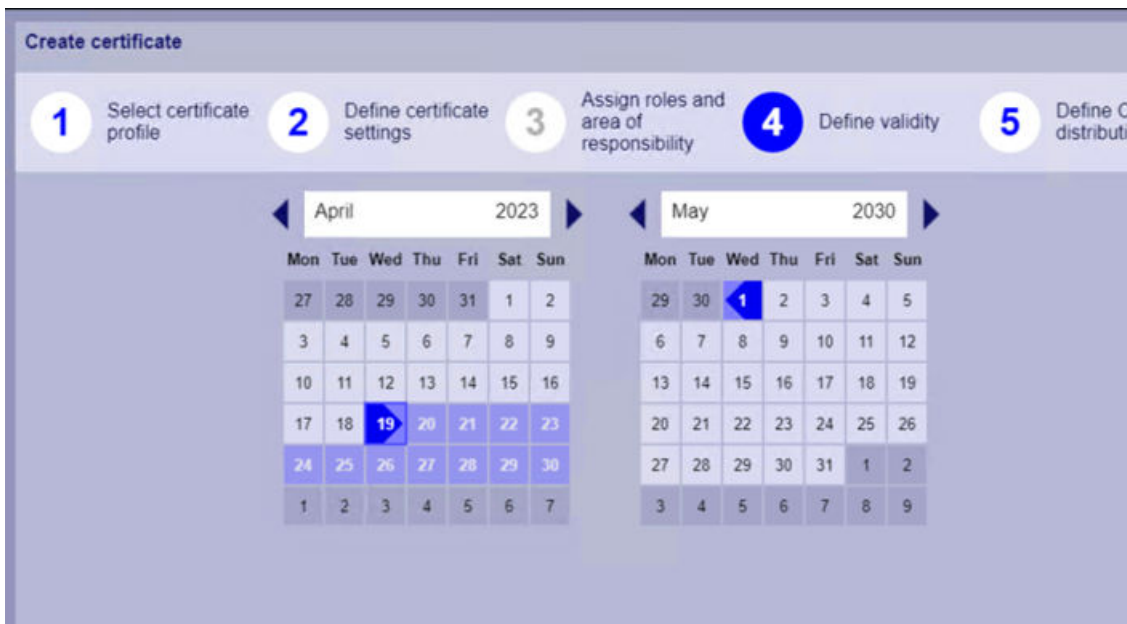 Create certificate
1 Select certificate profile
2 Define certificate settings
3 Assign roles and area of responsibility
4 Define validity
5 Define
April 2023
Mon Tue Wed Thu Fri Sat Sun
27 28 29 30 31 1 2
3 4 5 6 7 8 9
10 11 12 13 14 15 16
17 18 19 20 21 22 23
24 25 26 27 28 29 30
1 2 3 4 5 6 7
May 2030
Mon Tue Wed Thu Fri Sat Sun
29 30 1 2 3 4 5
6 7 8 9 10 11 12
13 14 15 16 17 18 19
20 21 22 23 24 25 26
27 28 29 30 31 1 2
3 4 5 6 7 8 9